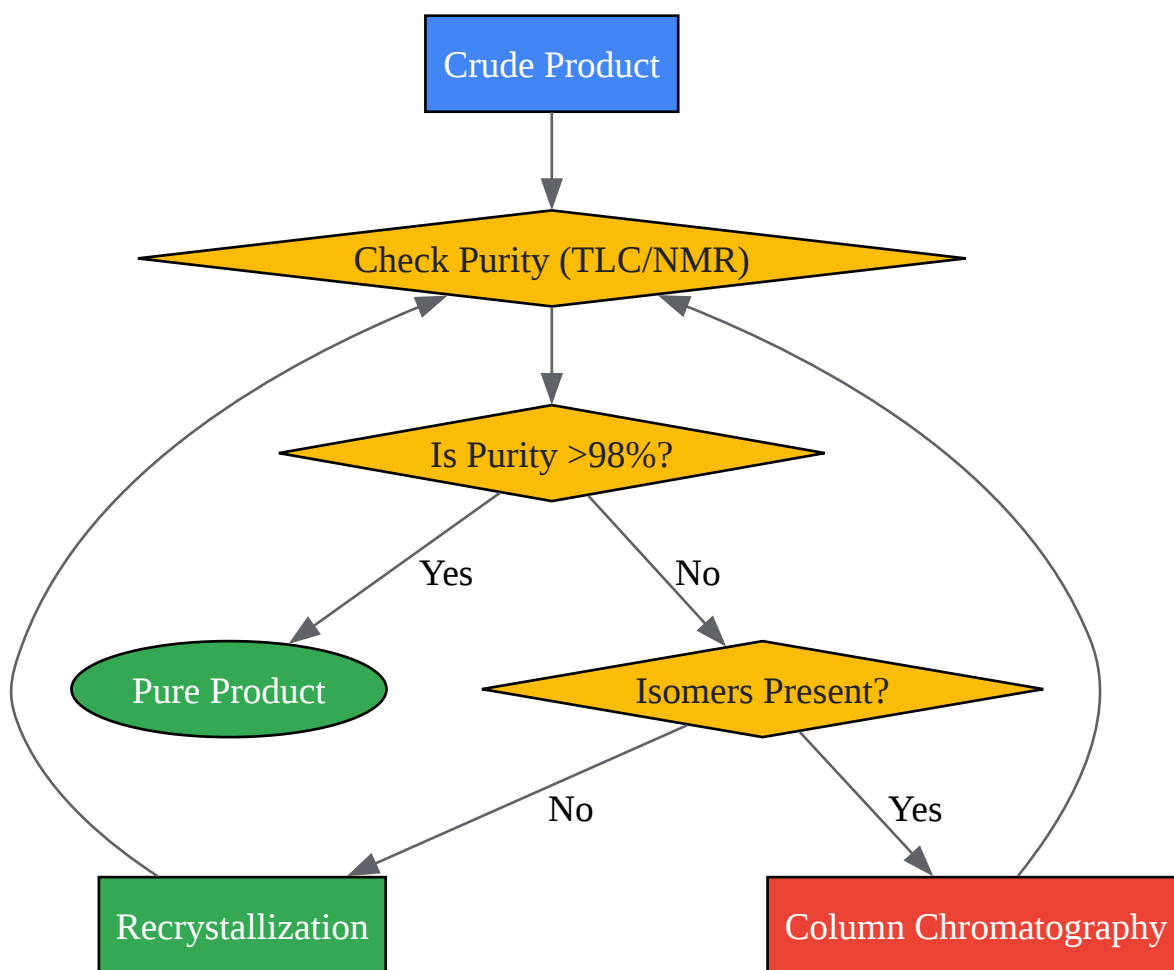 Crude Product
Check Purity (TLC/NMR)
Is Purity >98%?
Yes
No
Pure Product
Isomers Present?
No
Yes
Recrystallization
Column Chromatography